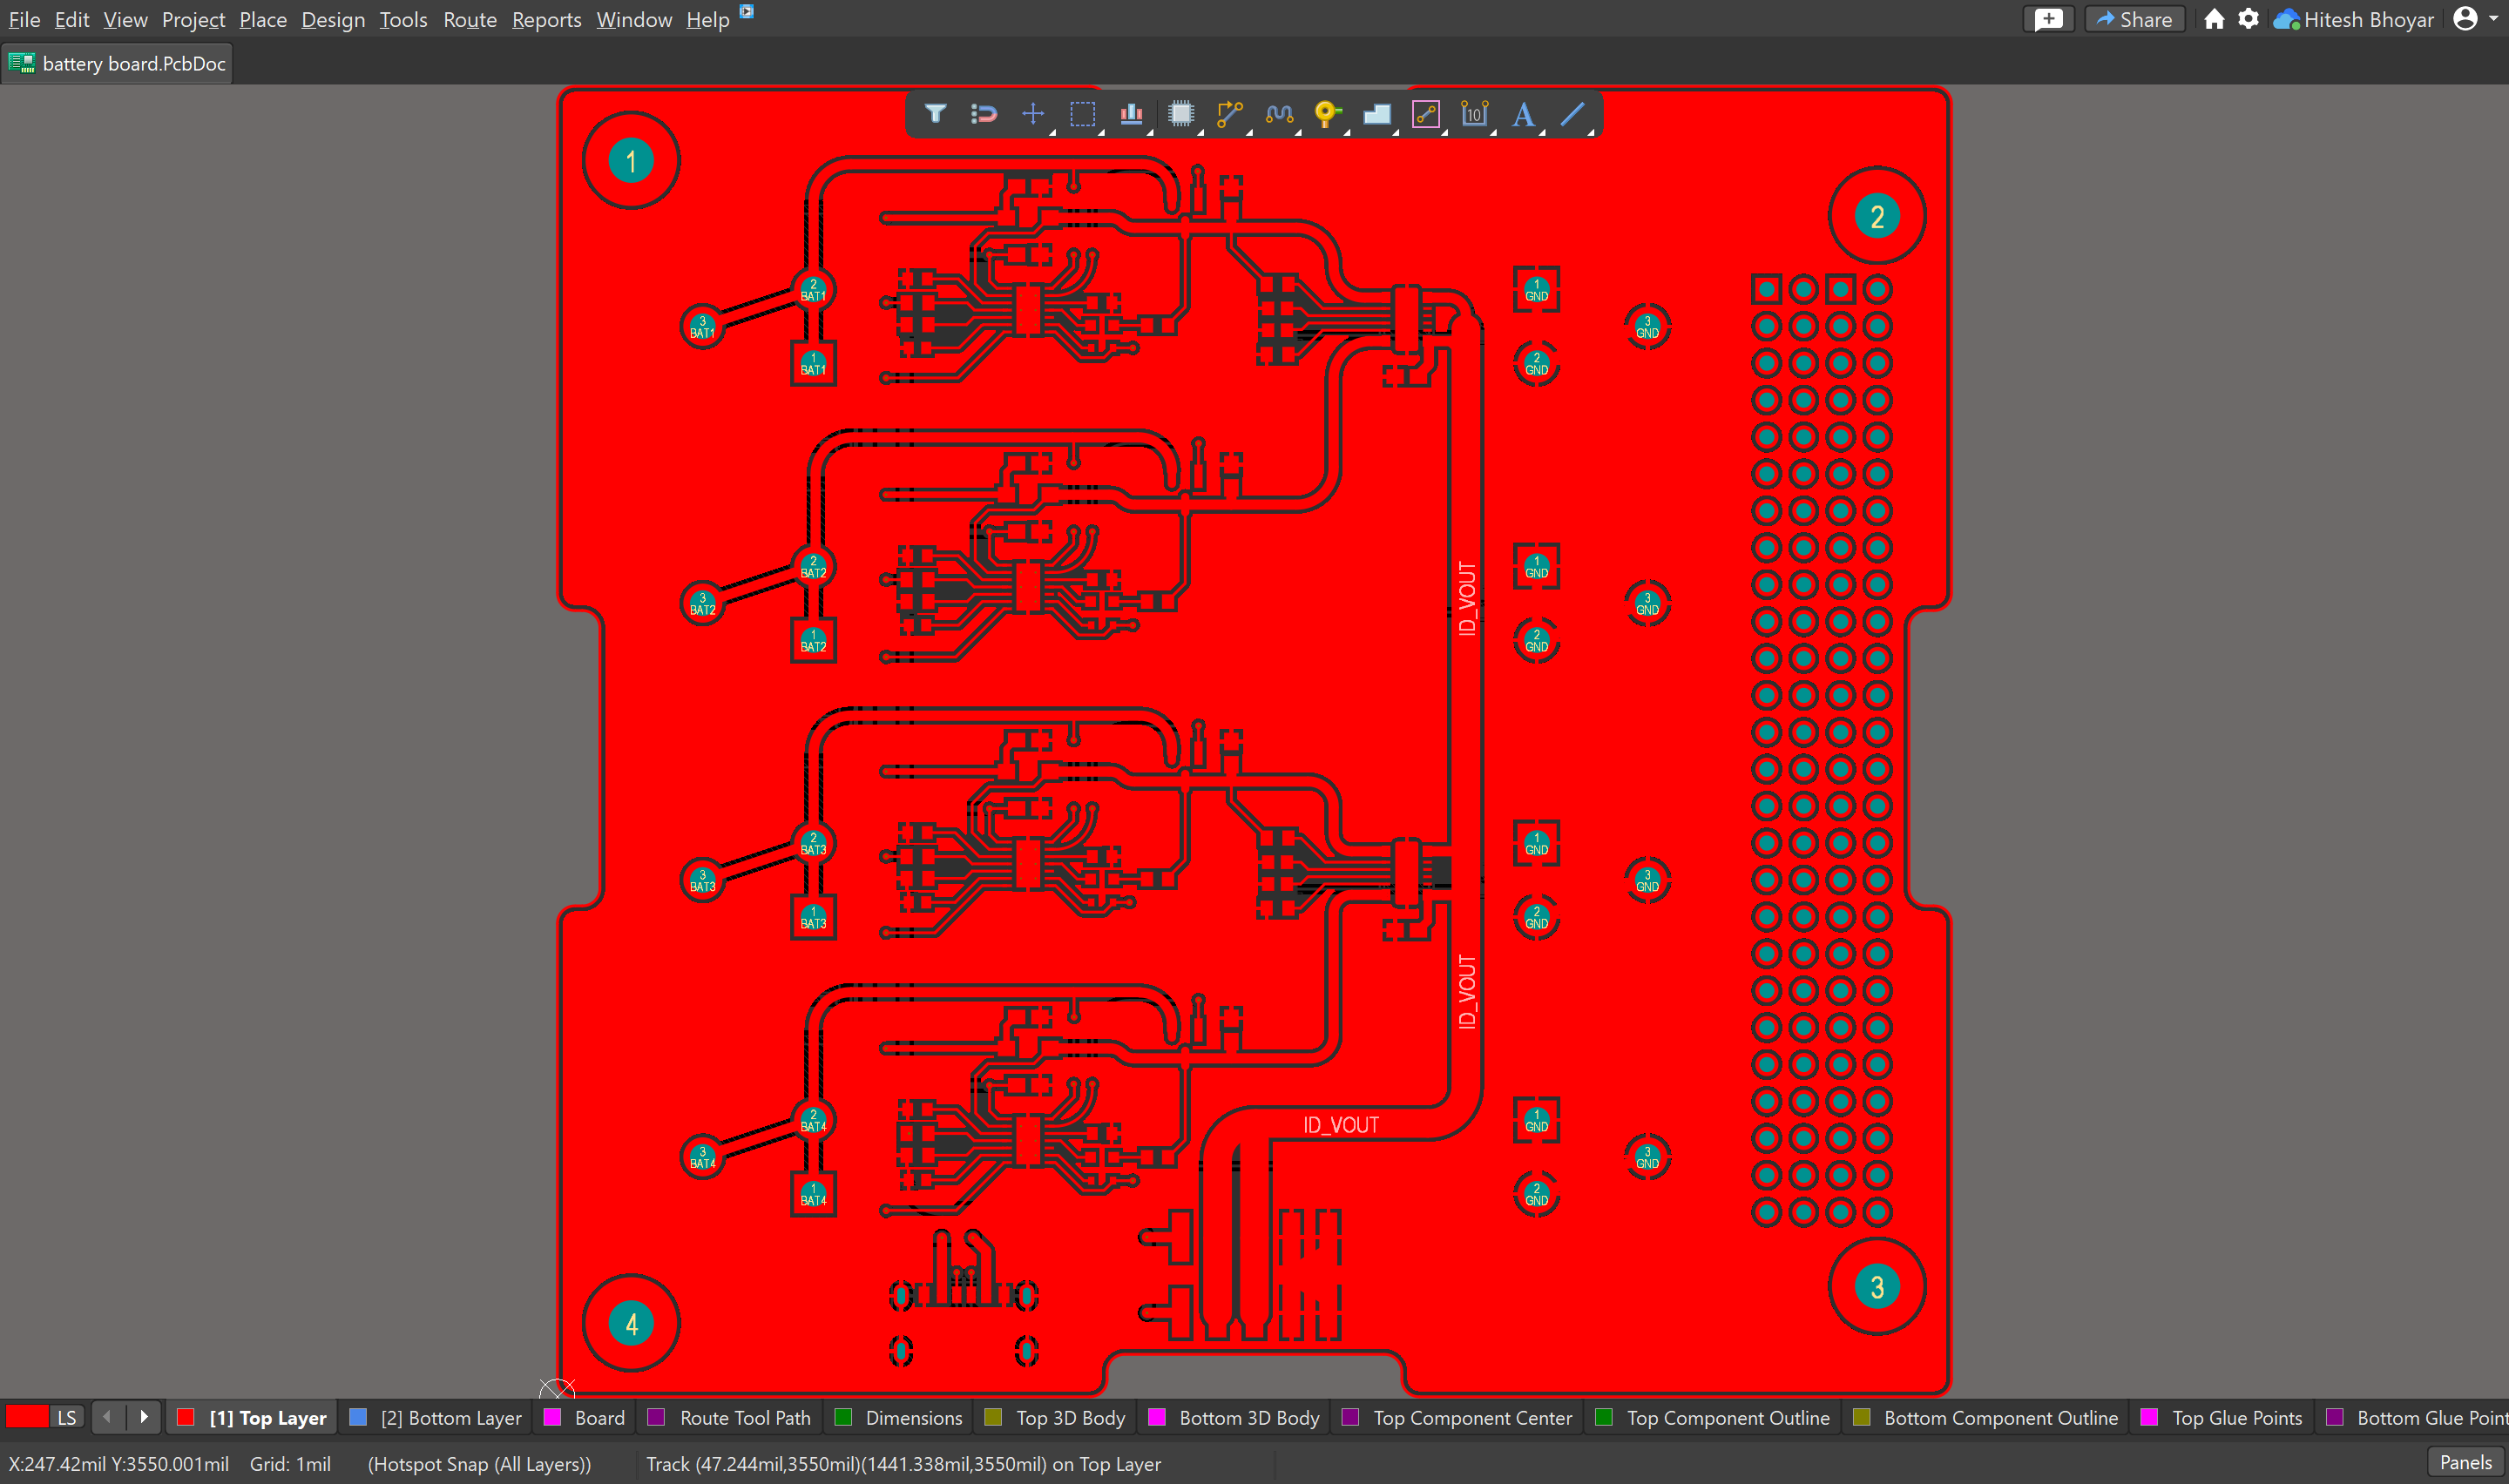 File Edit View Project Place Design Tools Route Reports Window Help
Share
Hitesh Bhoyar
battery board.PcbDoc
10
A
1
2
2
BAT1
3
BAT1
1
BAT1
1
GND
3
GND
2
GND
2
BAT2
3
BAT2
1
BAT2
1
GND
3
GND
2
GND
ID_VOUT
2
BAT3
3
BAT3
1
BAT3
1
GND
3
GND
2
GND
ID_VOUT
2
BAT4
3
BAT4
1
BAT4
ID_VOUT
1
GND
3
GND
2
GND
4
3
LS
[1] Top Layer
[2] Bottom Layer
Board
Route Tool Path
Dimensions
Top 3D Body
Bottom 3D Body
Top Component Center
Top Component Outline
Bottom Component Outline
Top Glue Points
Bottom Glue Point
X:247.42mil Y:3550.001mil Grid: 1mil (Hotspot Snap (All Layers))
Track (47.244mil,3550mil)(1441.338mil,3550mil) on Top Layer
Panels